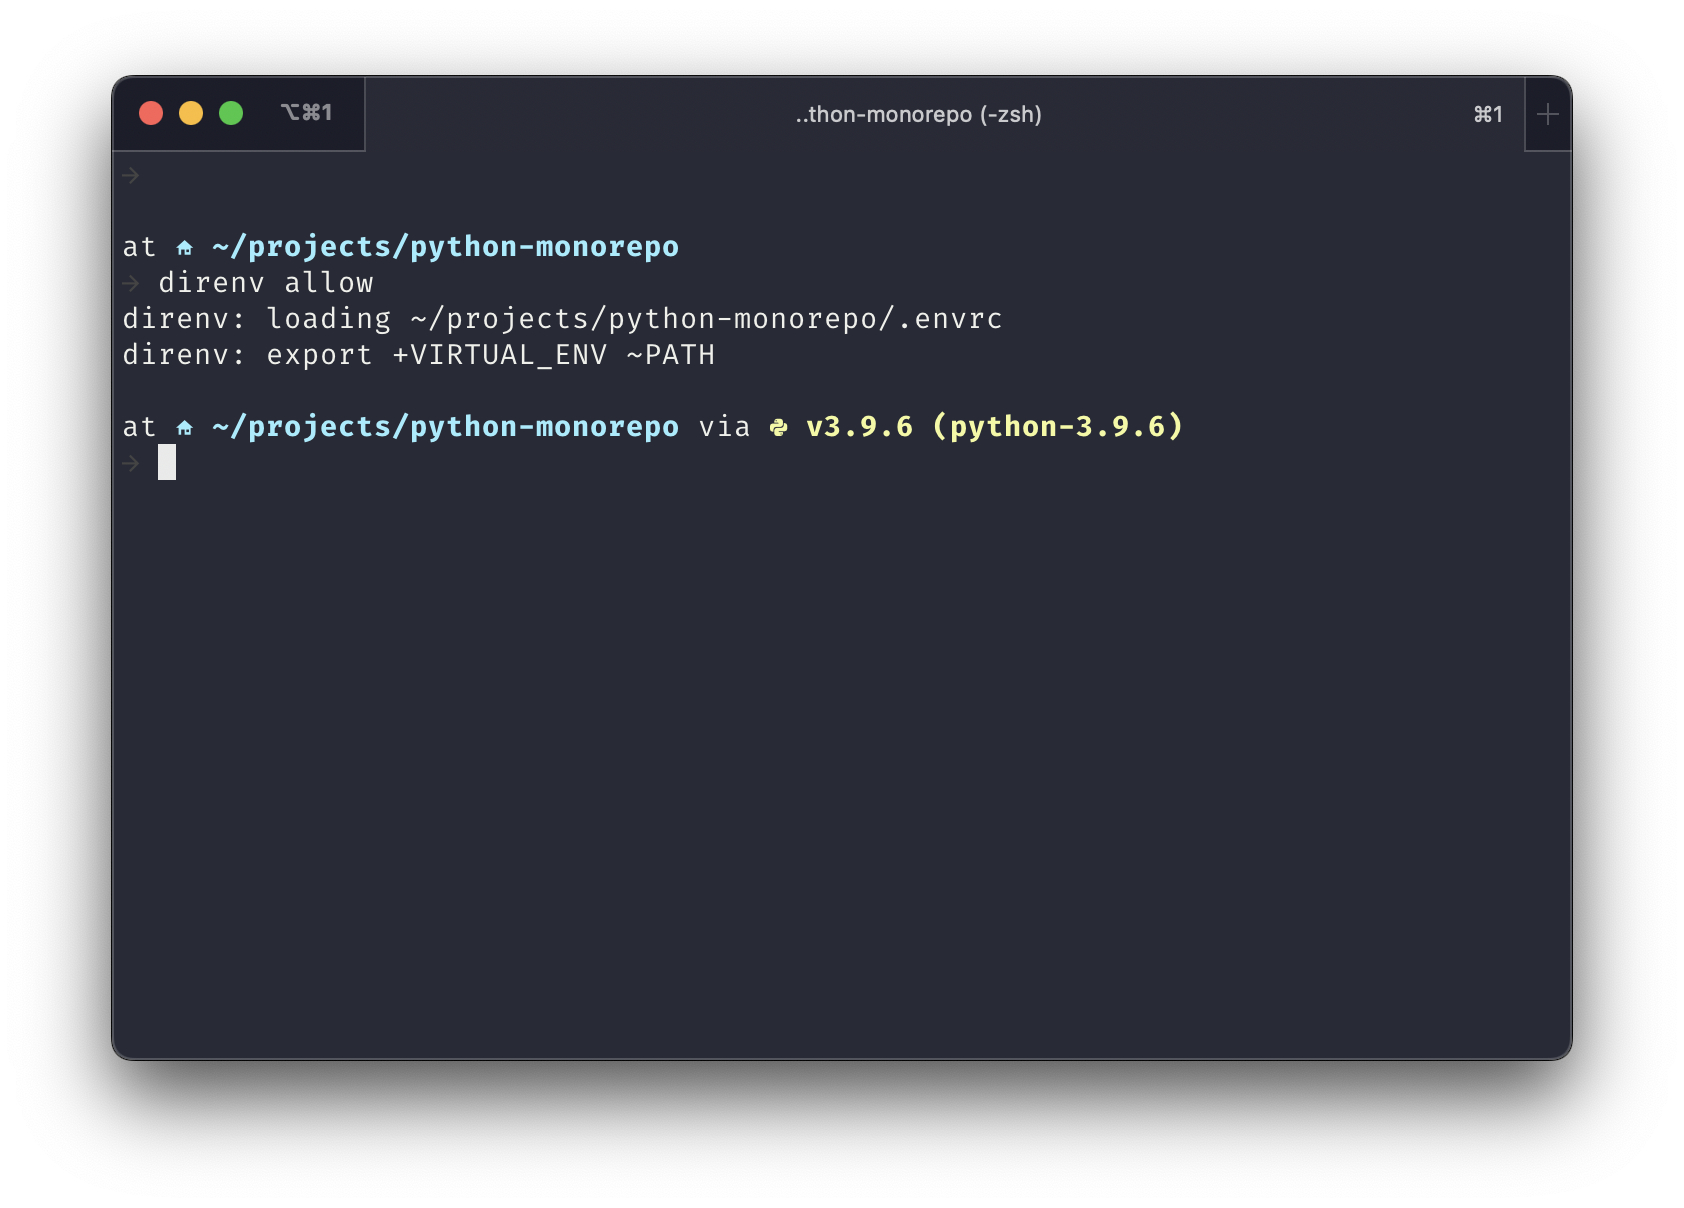 ⌥⌘1 ..thon-monorepo (-zsh) ⌘1 +
→
at ~/projects/python-monorepo
→ direnv allow
direnv: loading ~/projects/python-monorepo/.envrc
direnv: export +VIRTUAL_ENV ~PATH
at ~/projects/python-monorepo via v3.9.6 (python-3.9.6)
→